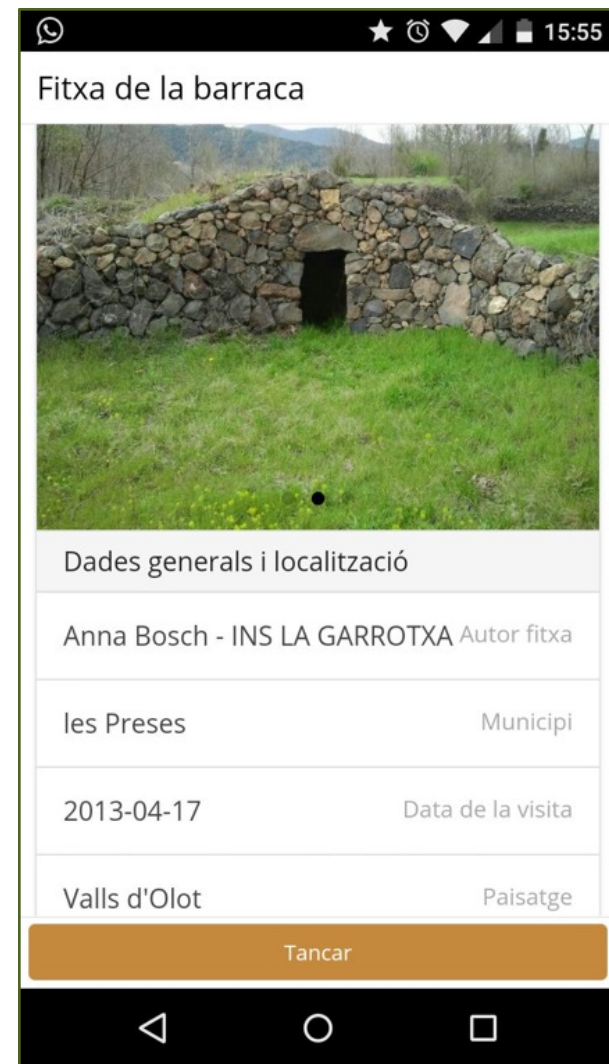 15:55
Fitxa de la barraca
Dades generals i localització
Anna Bosch - INS LA GARROTXA Autor fitxa
les Preses Municipi
2013-04-17 Data de la visita
Valls d'Olot Paisatge
Tancar